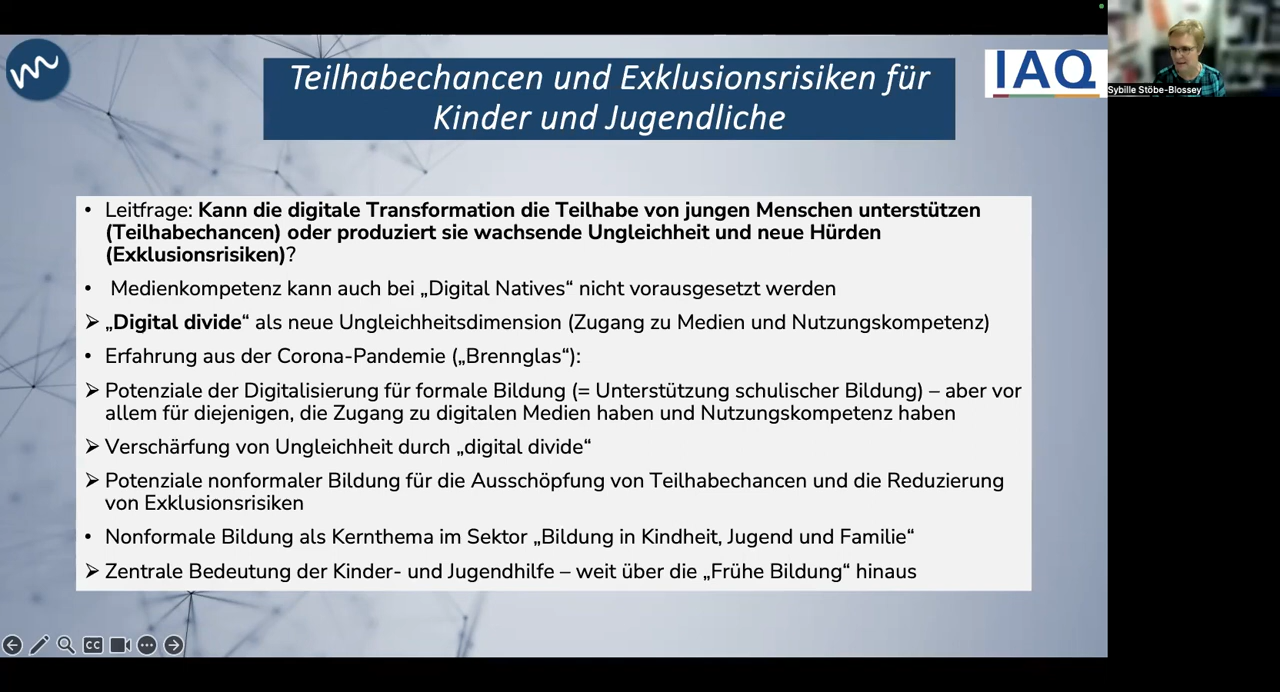 Teilhabechancen und Exklusionsrisiken für
Kinder und Jugendliche
IAQ
Sybille Stöbe-Blossey
• Leitfrage: Kann die digitale Transformation die Teilhabe von jungen Menschen unterstützen
(Teilhabechancen) oder produziert sie wachsende Ungleichheit und neue Hürden
(Exklusionsrisiken)?
• Medienkompetenz kann auch bei „Digital Natives“ nicht vorausgesetzt werden
➢ „Digital divide“ als neue Ungleichheitsdimension (Zugang zu Medien und Nutzungskompetenz)
• Erfahrung aus der Corona-Pandemie („Brennglas“):
➢ Potenziale der Digitalisierung für formale Bildung (= Unterstützung schulischer Bildung) – aber vor
allem für diejenigen, die Zugang zu digitalen Medien haben und Nutzungskompetenz haben
➢ Verschärfung von Ungleichheit durch „digital divide“
➢ Potenziale nonformaler Bildung für die Ausschöpfung von Teilhabechancen und die Reduzierung
von Exklusionsrisiken
• Nonformale Bildung als Kernthema im Sektor „Bildung in Kindheit, Jugend und Familie“
➢ Zentrale Bedeutung der Kinder- und Jugendhilfe – weit über die „Frühe Bildung“ hinaus
CC